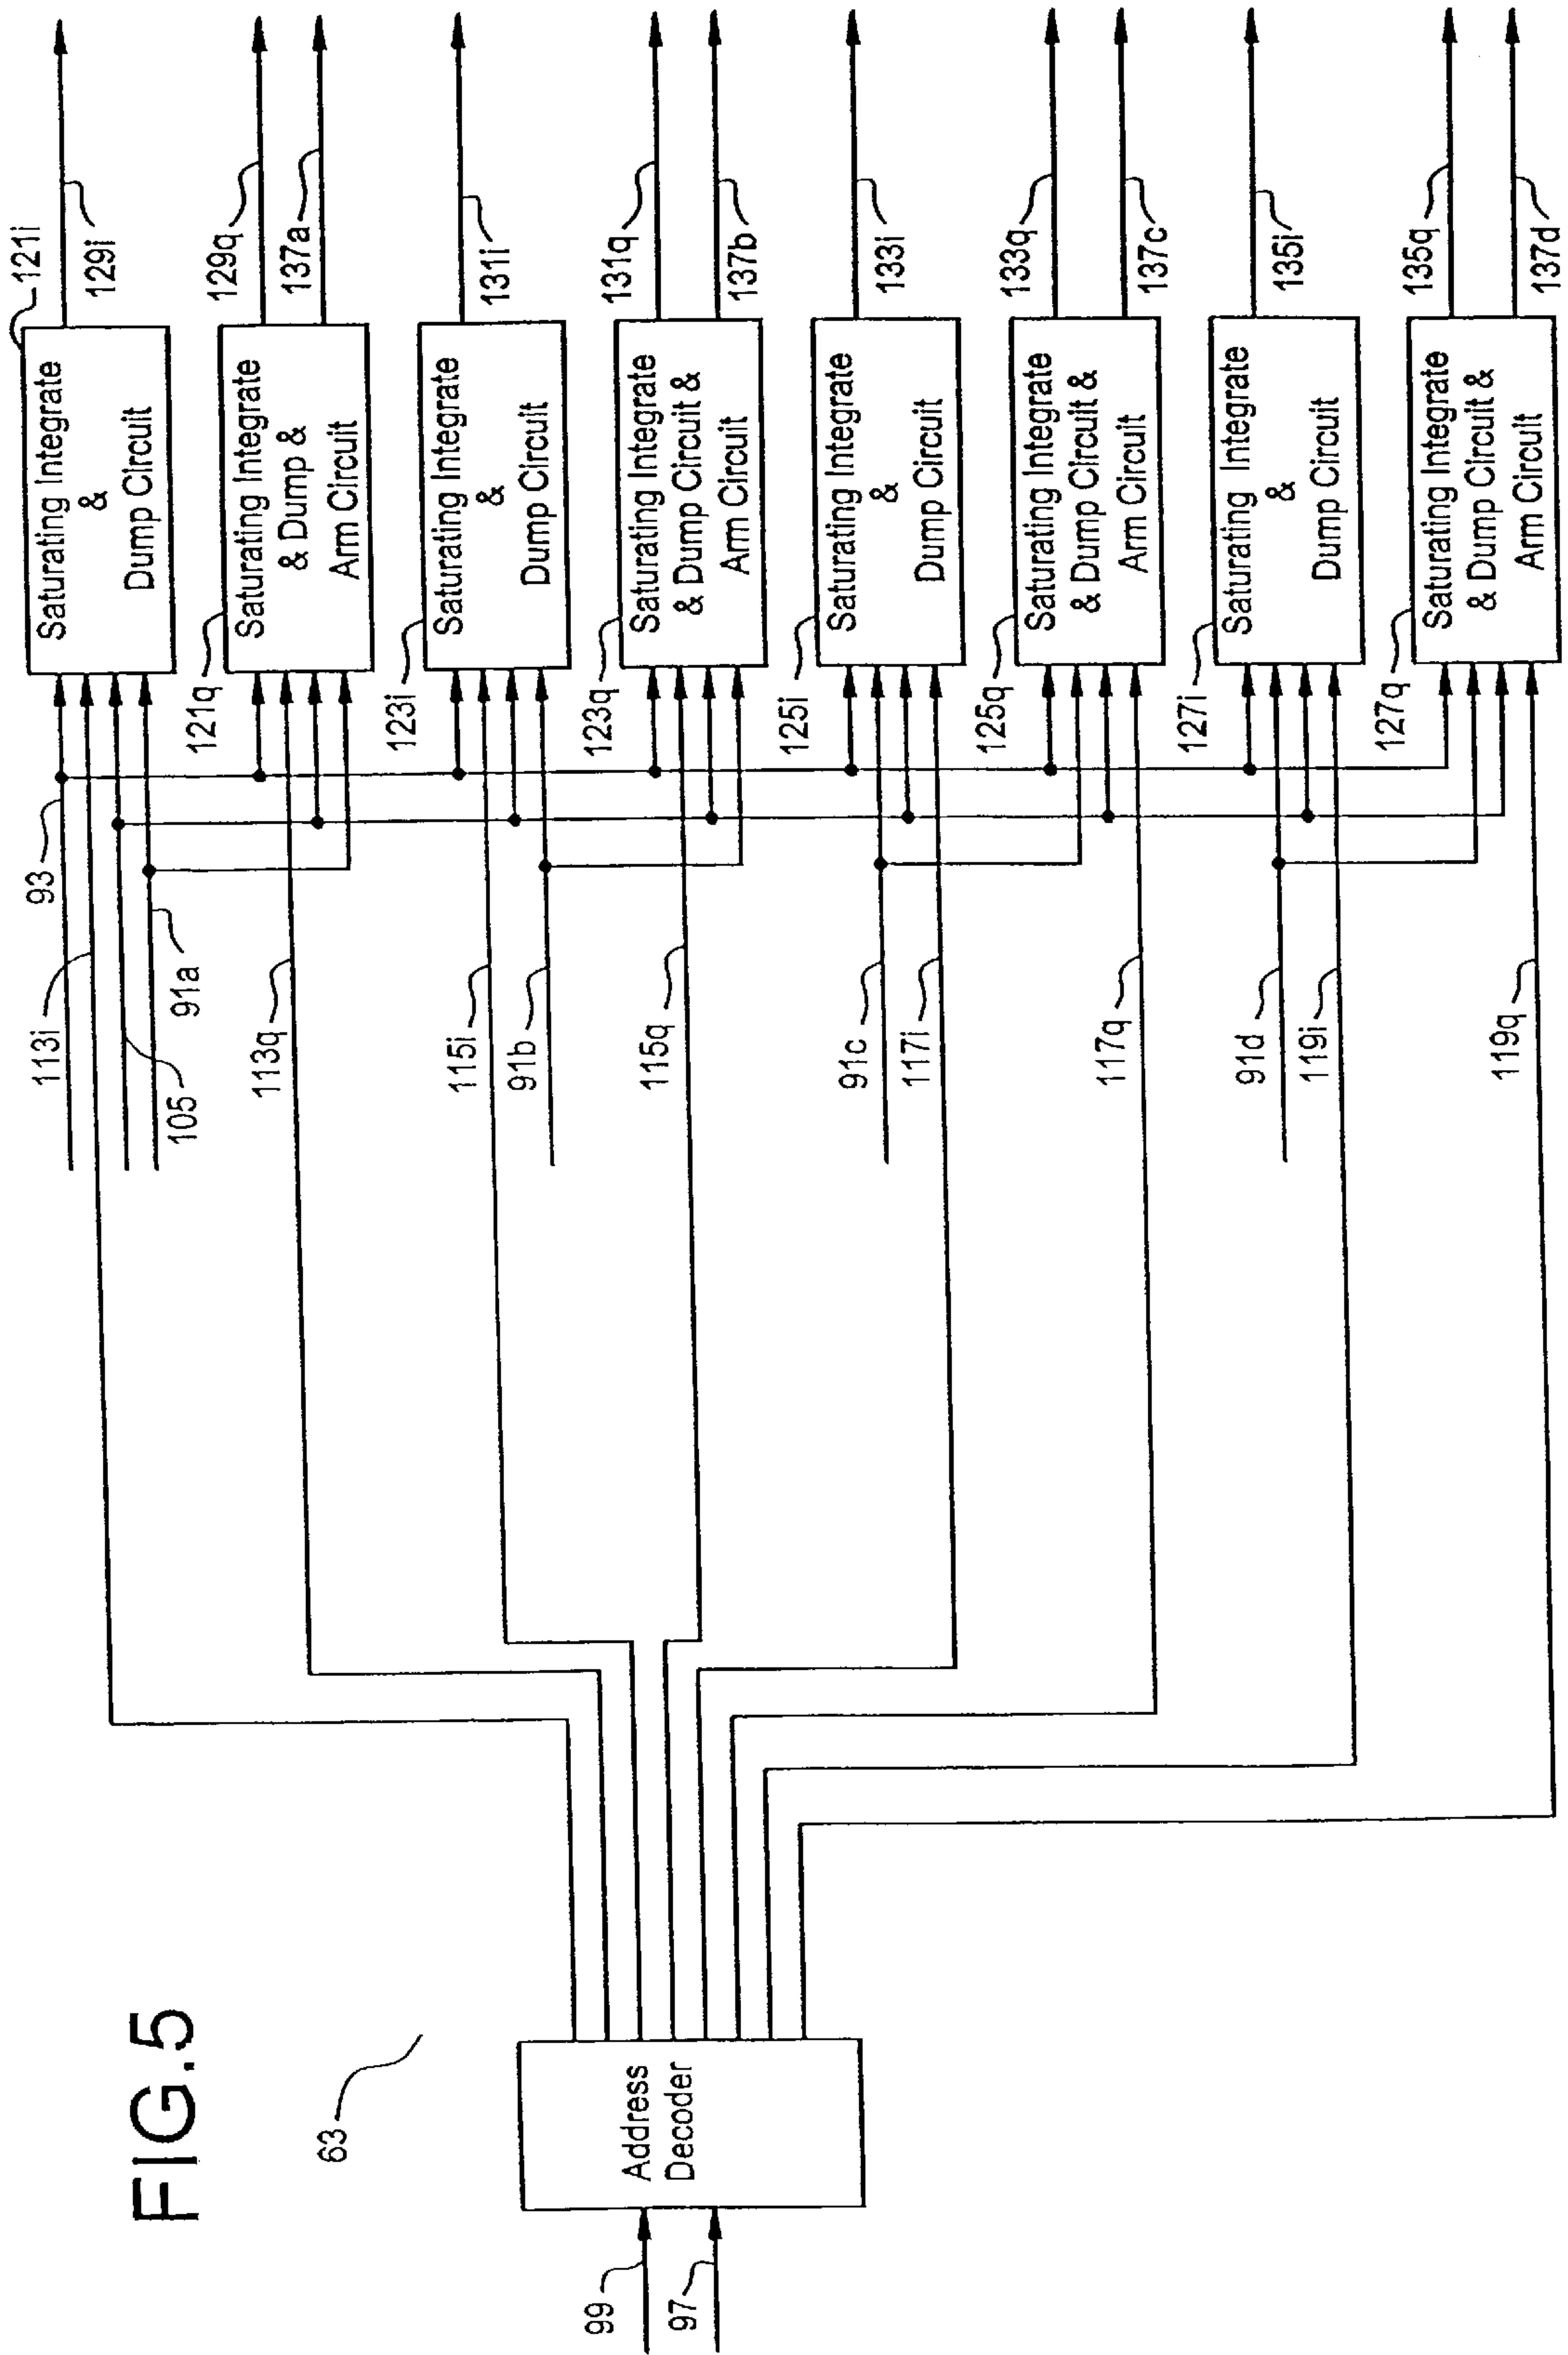 FIG.5
63
99
97
Address
Decoder
93
113i
105
91a
113q
115i
91b
115q
91c
117i
117q
91d
119i
119q
121i
Saturating Integrate
&
Dump Circuit
129i
121q
Saturating Integrate
& Dump &
Arm Circuit
129q
137a
123i
Saturating Integrate
&
Dump Circuit
131i
123q
Saturating Integrate
& Dump Circuit &
Arm Circuit
131q
137b
125i
Saturating Integrate
&
Dump Circuit
133i
125q
Saturating Integrate
& Dump Circuit &
Arm Circuit
133q
137c
127i
Saturating Integrate
&
Dump Circuit
135i
127q
Saturating Integrate
& Dump Circuit &
Arm Circuit
135q
137d